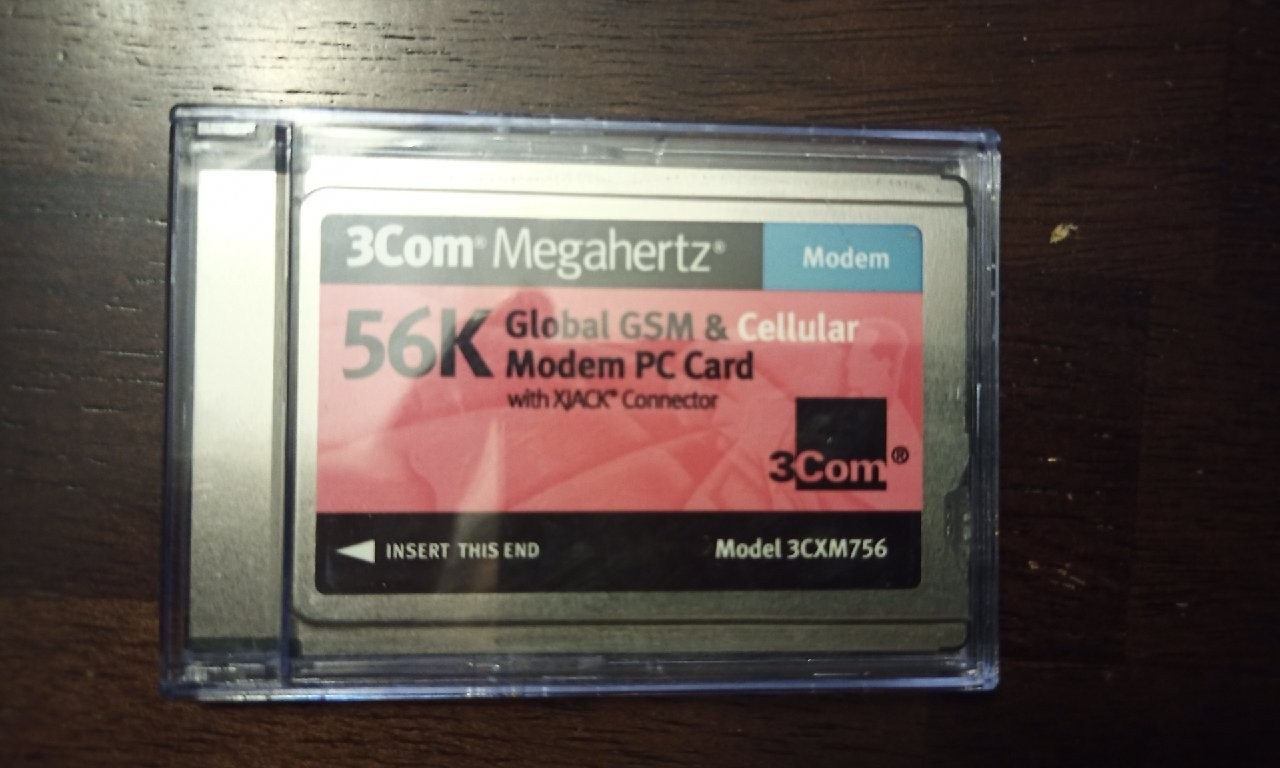 3Com® Megahertz®
Modem
56K Global GSM & Cellular
Modem PC Card
with XJACK® Connector
3Com®
INSERT THIS END
Model 3CXM756